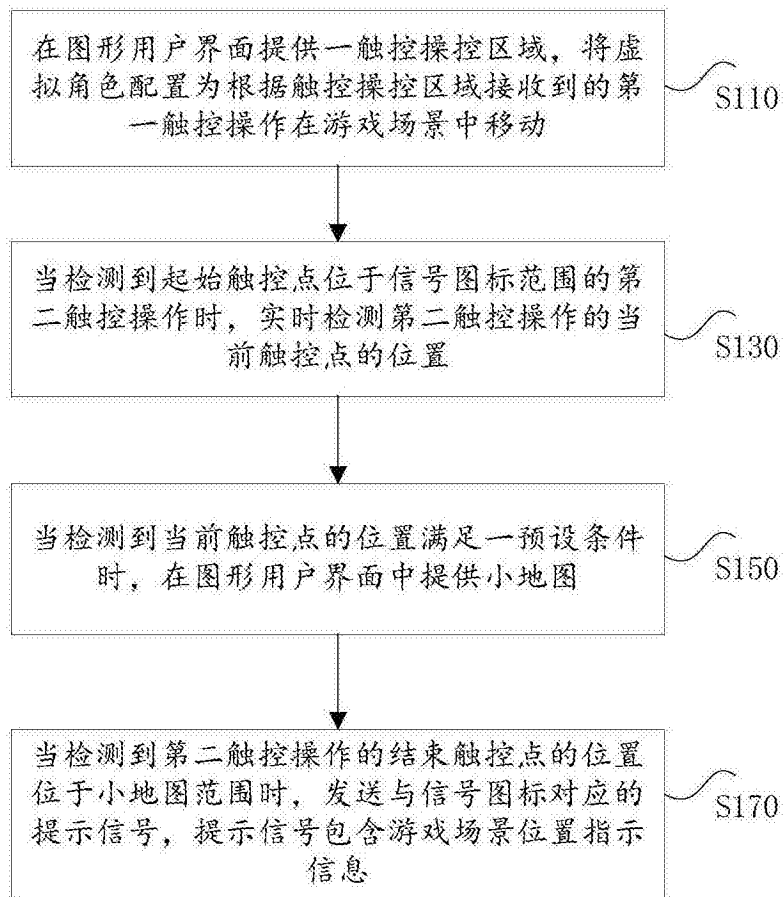 在图形用户界面提供一触控操控区域，将虚
拟角色配置为根据触控操控区域接收到的第
一触控操作在游戏场景中移动
S110
当检测到起始触控点位于信号图标范围的第
二触控操作时，实时检测第二触控操作的当
前触控点的位置
S130
当检测到当前触控点的位置满足一预设条件
时，在图形用户界面中提供小地图
S150
当检测到第二触控操作的结束触控点的位置
位于小地图范围时，发送与信号图标对应的
提示信号，提示信号包含游戏场景位置指示
信息
S170